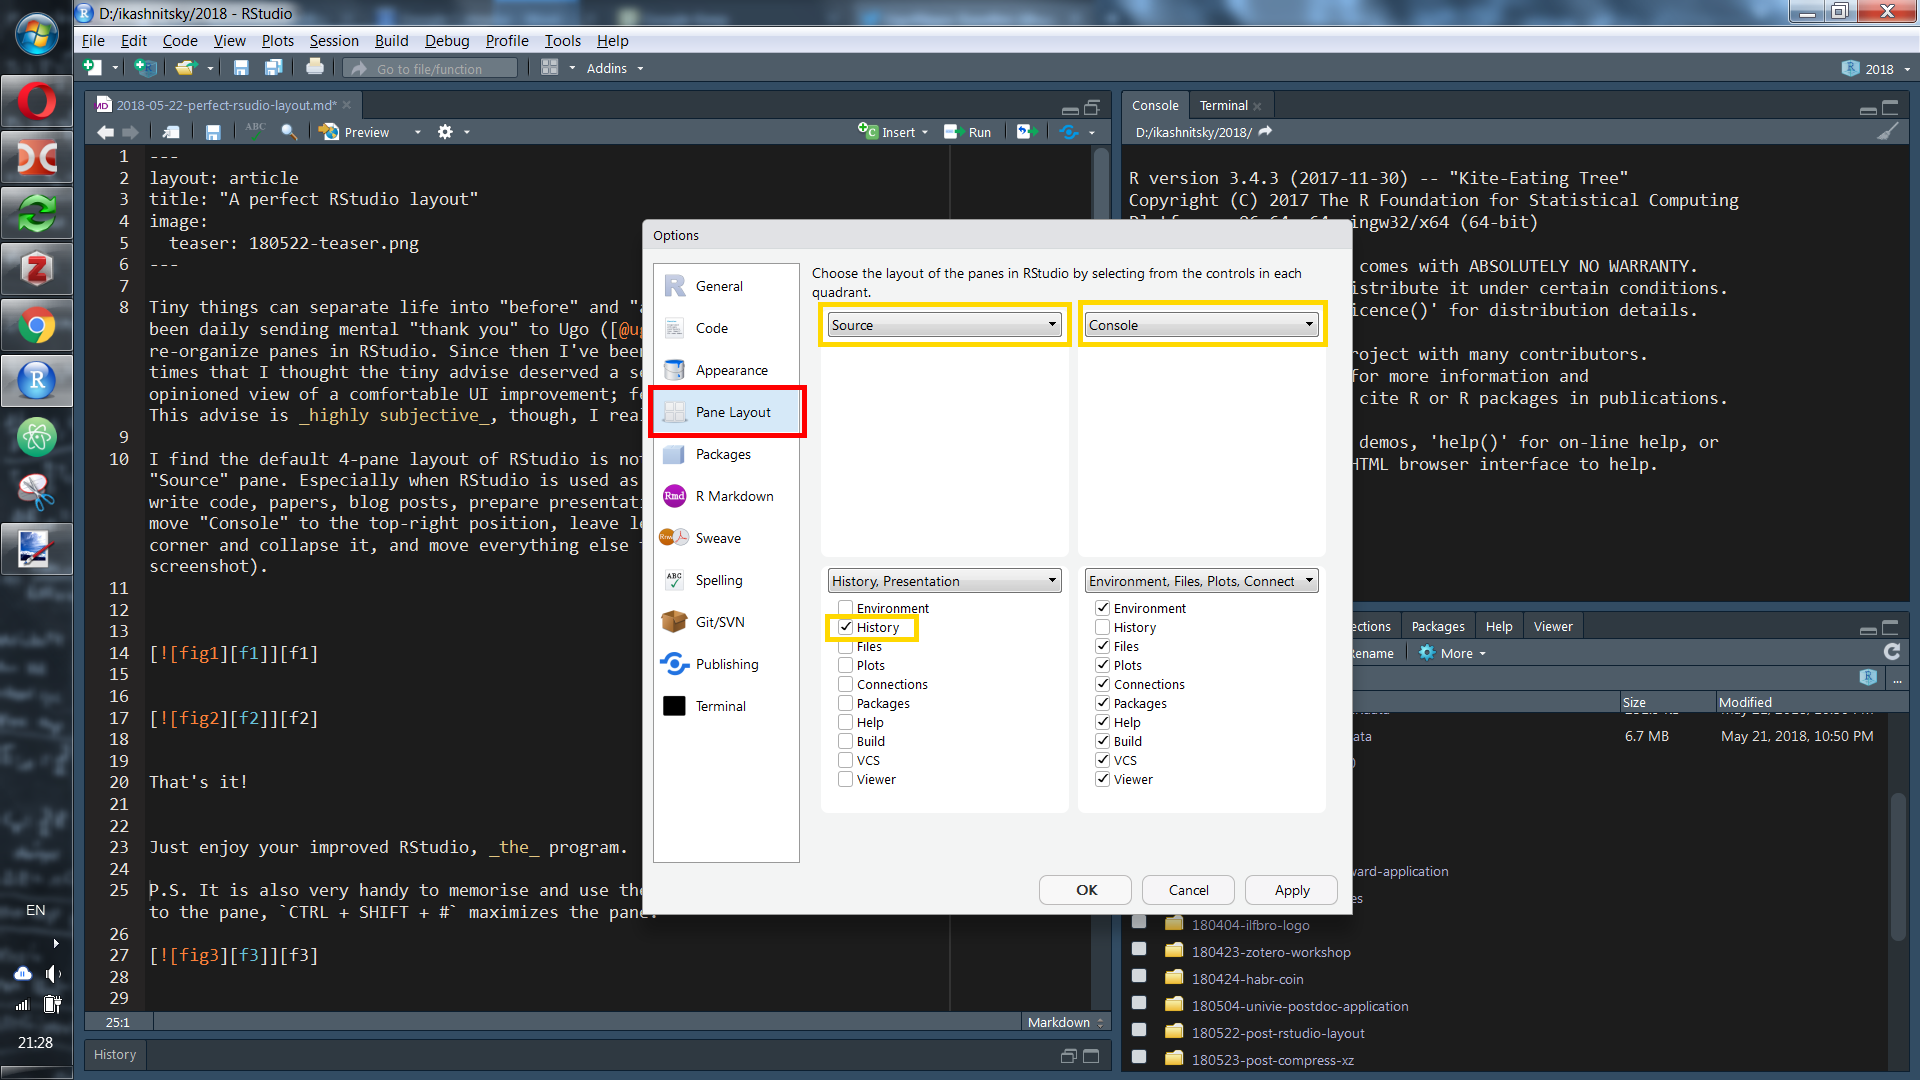 D:/ikashnitsky/2018 - RStudio
File Edit Code View Plots Session Build Debug Profile Tools Help
Go to file/function
Addins
2018
2018-05-22-perfect-rsudio-layout.md*
ABC
Preview
Insert
Run
1 ---
2 layout: article
3 title: "A perfect RStudio layout"
4 image:
5 teaser: 180522-teaser.png
6 ---
7
8 Tiny things can separate life into "before" and
been daily sending mental "thank you" to Ugo ([@ug
re-organize panes in RStudio. Since then I've been
times that I thought the tiny advise deserved a
opinioned view of a comfortable UI improvement;
This advise is _highly subjective_, though, I
9
10 I find the default 4-pane layout of RStudio is
"Source" pane. Especially when RStudio is used as
write code, papers, blog posts, prepare
move "Console" to the top-right position, leave
corner and collapse it, and move everything else
screenshot).
11
12
13
14 [![fig1][f1]][f1]
15
16
17 [![fig2][f2]][f2]
18
19
20 That's it!
21
22
23 Just enjoy your improved RStudio, _the_ program.
24
25 P.S. It is also very handy to memorise and use the
to the pane, `CTRL + SHIFT + #` maximizes the pane.
26
27 [![fig3][f3]][f3]
28
29
25:1
Markdown
History
Console
Terminal
D:/ikashnitsky/2018/
R version 3.4.3 (2017-11-30) -- "Kite-Eating Tree"
Copyright (C) 2017 The R Foundation for Statistical Computing
ingw32/x64 (64-bit)
comes with ABSOLUTELY NO WARRANTY.
distribute it under certain conditions.
icence()' for distribution details.
roject with many contributors.
for more information and
cite R or R packages in publications.
demos, 'help()' for on-line help, or
HTML browser interface to help.
Options
General
Code
Appearance
Pane Layout
Packages
R Markdown
Sweave
Spelling
Git/SVN
Publishing
Terminal
Choose the layout of the panes in RStudio by selecting from the controls in each
quadrant.
Source
Console
History, Presentation
Environment
History
Files
Plots
Connections
Packages
Help
Build
VCS
Viewer
Environment, Files, Plots, Connect
Environment
History
Files
Plots
Connections
Packages
Help
Build
VCS
Viewer
OK
Cancel
Apply
ections
Packages
Help
Viewer
ename
More
Size
Modified
ata 6.7 MB May 21, 2018, 10:50 PM
ward-application
es
180404-ilfbro-logo
180423-zotero-workshop
180424-habr-coin
180504-univie-postdoc-application
180522-post-rstudio-layout
180523-post-compress-xz
EN
21:28